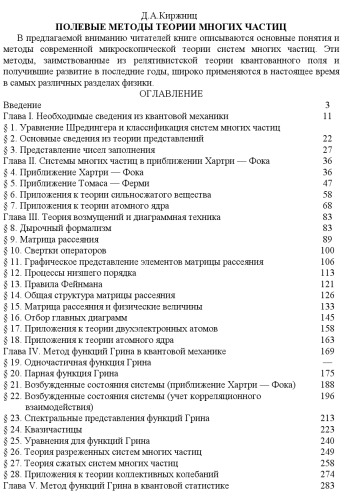 Д.А.Киржниц
ПОЛЕВЫЕ МЕТОДЫ ТЕОРИИ МНОГИХ ЧАСТИЦ
В предлагаемой вниманию читателей книге описываются основные понятия и
методы современной микроскопической теории систем многих частиц. Эти
методы, заимствованные из релятивистской теории квантованного поля и
получившие развитие в последние годы, широко применяются в настоящее время
в самых различных разделах физики.
ОГЛАВЛЕНИЕ
Введение 3
Глава I. Необходимые сведения из квантовой механики 11
§ 1. Уравнение Шредингера и классификация систем многих частиц
§ 2. Основные сведения из теории представлений 22
§ 3. Представление чисел заполнения 27
Глава II. Системы многих частиц в приближении Хартри — Фока 36
§ 4. Приближение Хартри — Фока 36
§ 5. Приближение Томаса — Ферми 47
§ 6. Приложения к теории сильносжатого вещества 58
§ 7. Приложения к теории атомного ядра 68
Глава III. Теория возмущений и диаграммная техника 83
§ 8. Дырочный формализм 83
§ 9. Матрица рассеяния 89
§ 10. Свертки операторов 100
§ 11. Графическое представление элементов матрицы рассеяния 106
§ 12. Процессы низшего порядка 113
§ 13. Правила Фейнмана 121
§ 14. Общая структура матрицы рассеяния 126
§ 15. Матрица рассеяния и физические величины 133
§ 16. Отбор главных диаграмм 145
§ 17. Приложения к теории двухэлектронных атомов 158
§ 18. Приложения к теории атомного ядра 163
Глава IV. Метод функций Грина в квантовой механике 169
§ 19. Одночастичная функция Грина —
§ 20. Парная функция Грина 175
§ 21. Возбужденные состояния системы (приближение Хартри — Фока) 188
§ 22. Возбужденные состояния системы (учет корреляционного 196
взаимодействия)
§ 23. Спектральные представления функций Грина 213
§ 24. Квазичастицы 223
§ 25. Уравнения для функций Грина 240
§ 26. Теория разреженных систем многих частиц 249
§ 27. Теория сжатых систем многих частиц 258
§ 28. Приложения к теории коллективных колебаний 274
Глава V. Метод функций Грина в квантовой статистике 283